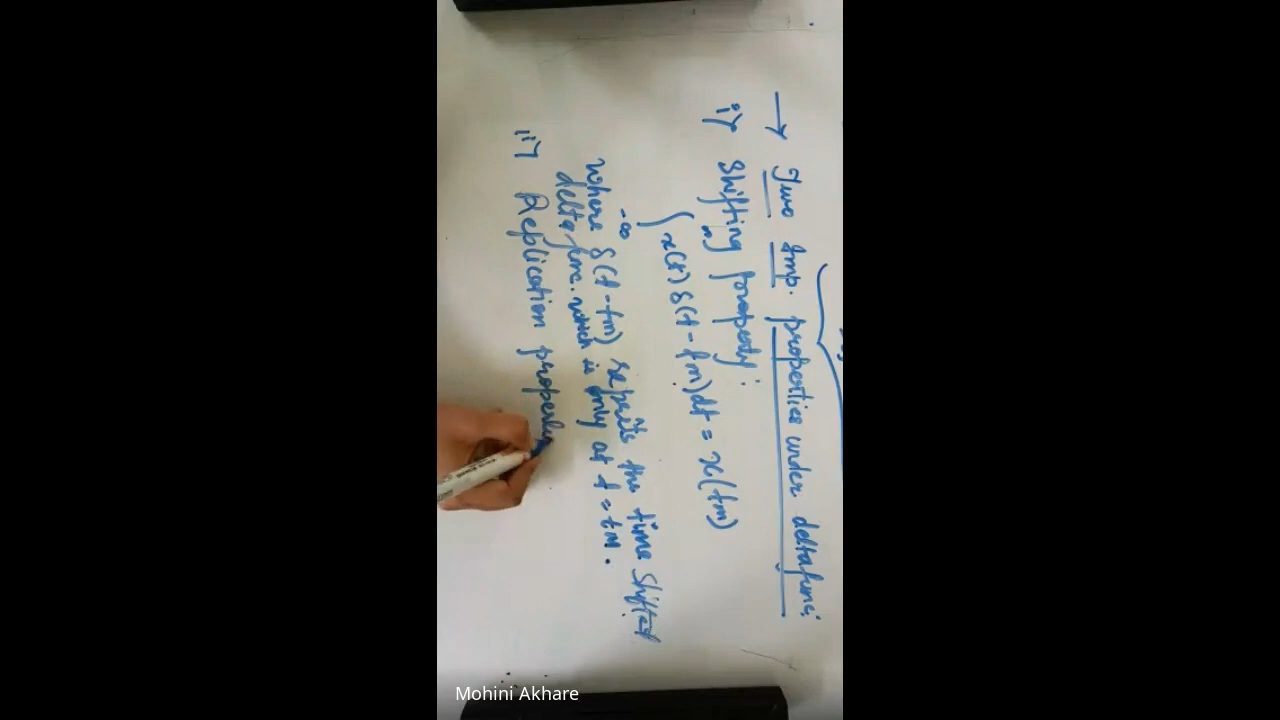 → Two Imp. properties under delta func:
i) Shifting property:
∞
∫ x(t) δ(t - tm)dt = x(tm)
-∞
where δ(t - tm) the time shifted
delta func. which is only at t = tm.
ii) Replication property
Mohini Akhare